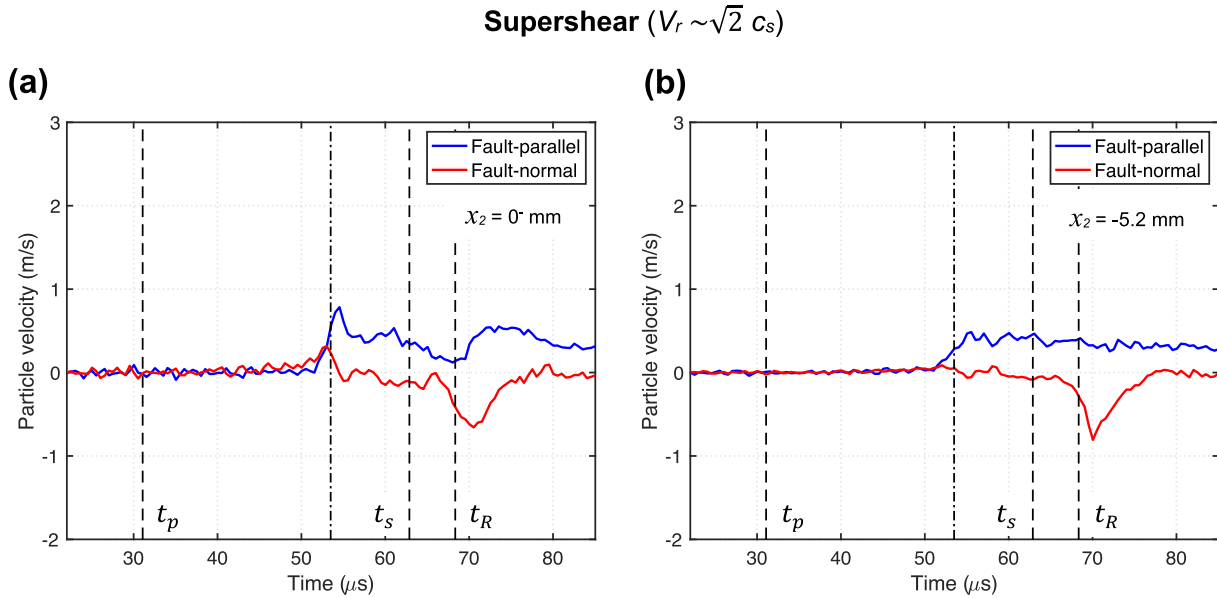 Supershear (Vr ~√2 cs)
(a)
3
2
1
0
-1
-2
Particle velocity (m/s)
Fault-parallel
Fault-normal
x2 = 0- mm
tp
ts
tR
30 40 50 60 70 80
Time (μs)
(b)
3
2
1
0
-1
-2
Particle velocity (m/s)
Fault-parallel
Fault-normal
x2 = -5.2 mm
tp
ts
tR
30 40 50 60 70 80
Time (μs)